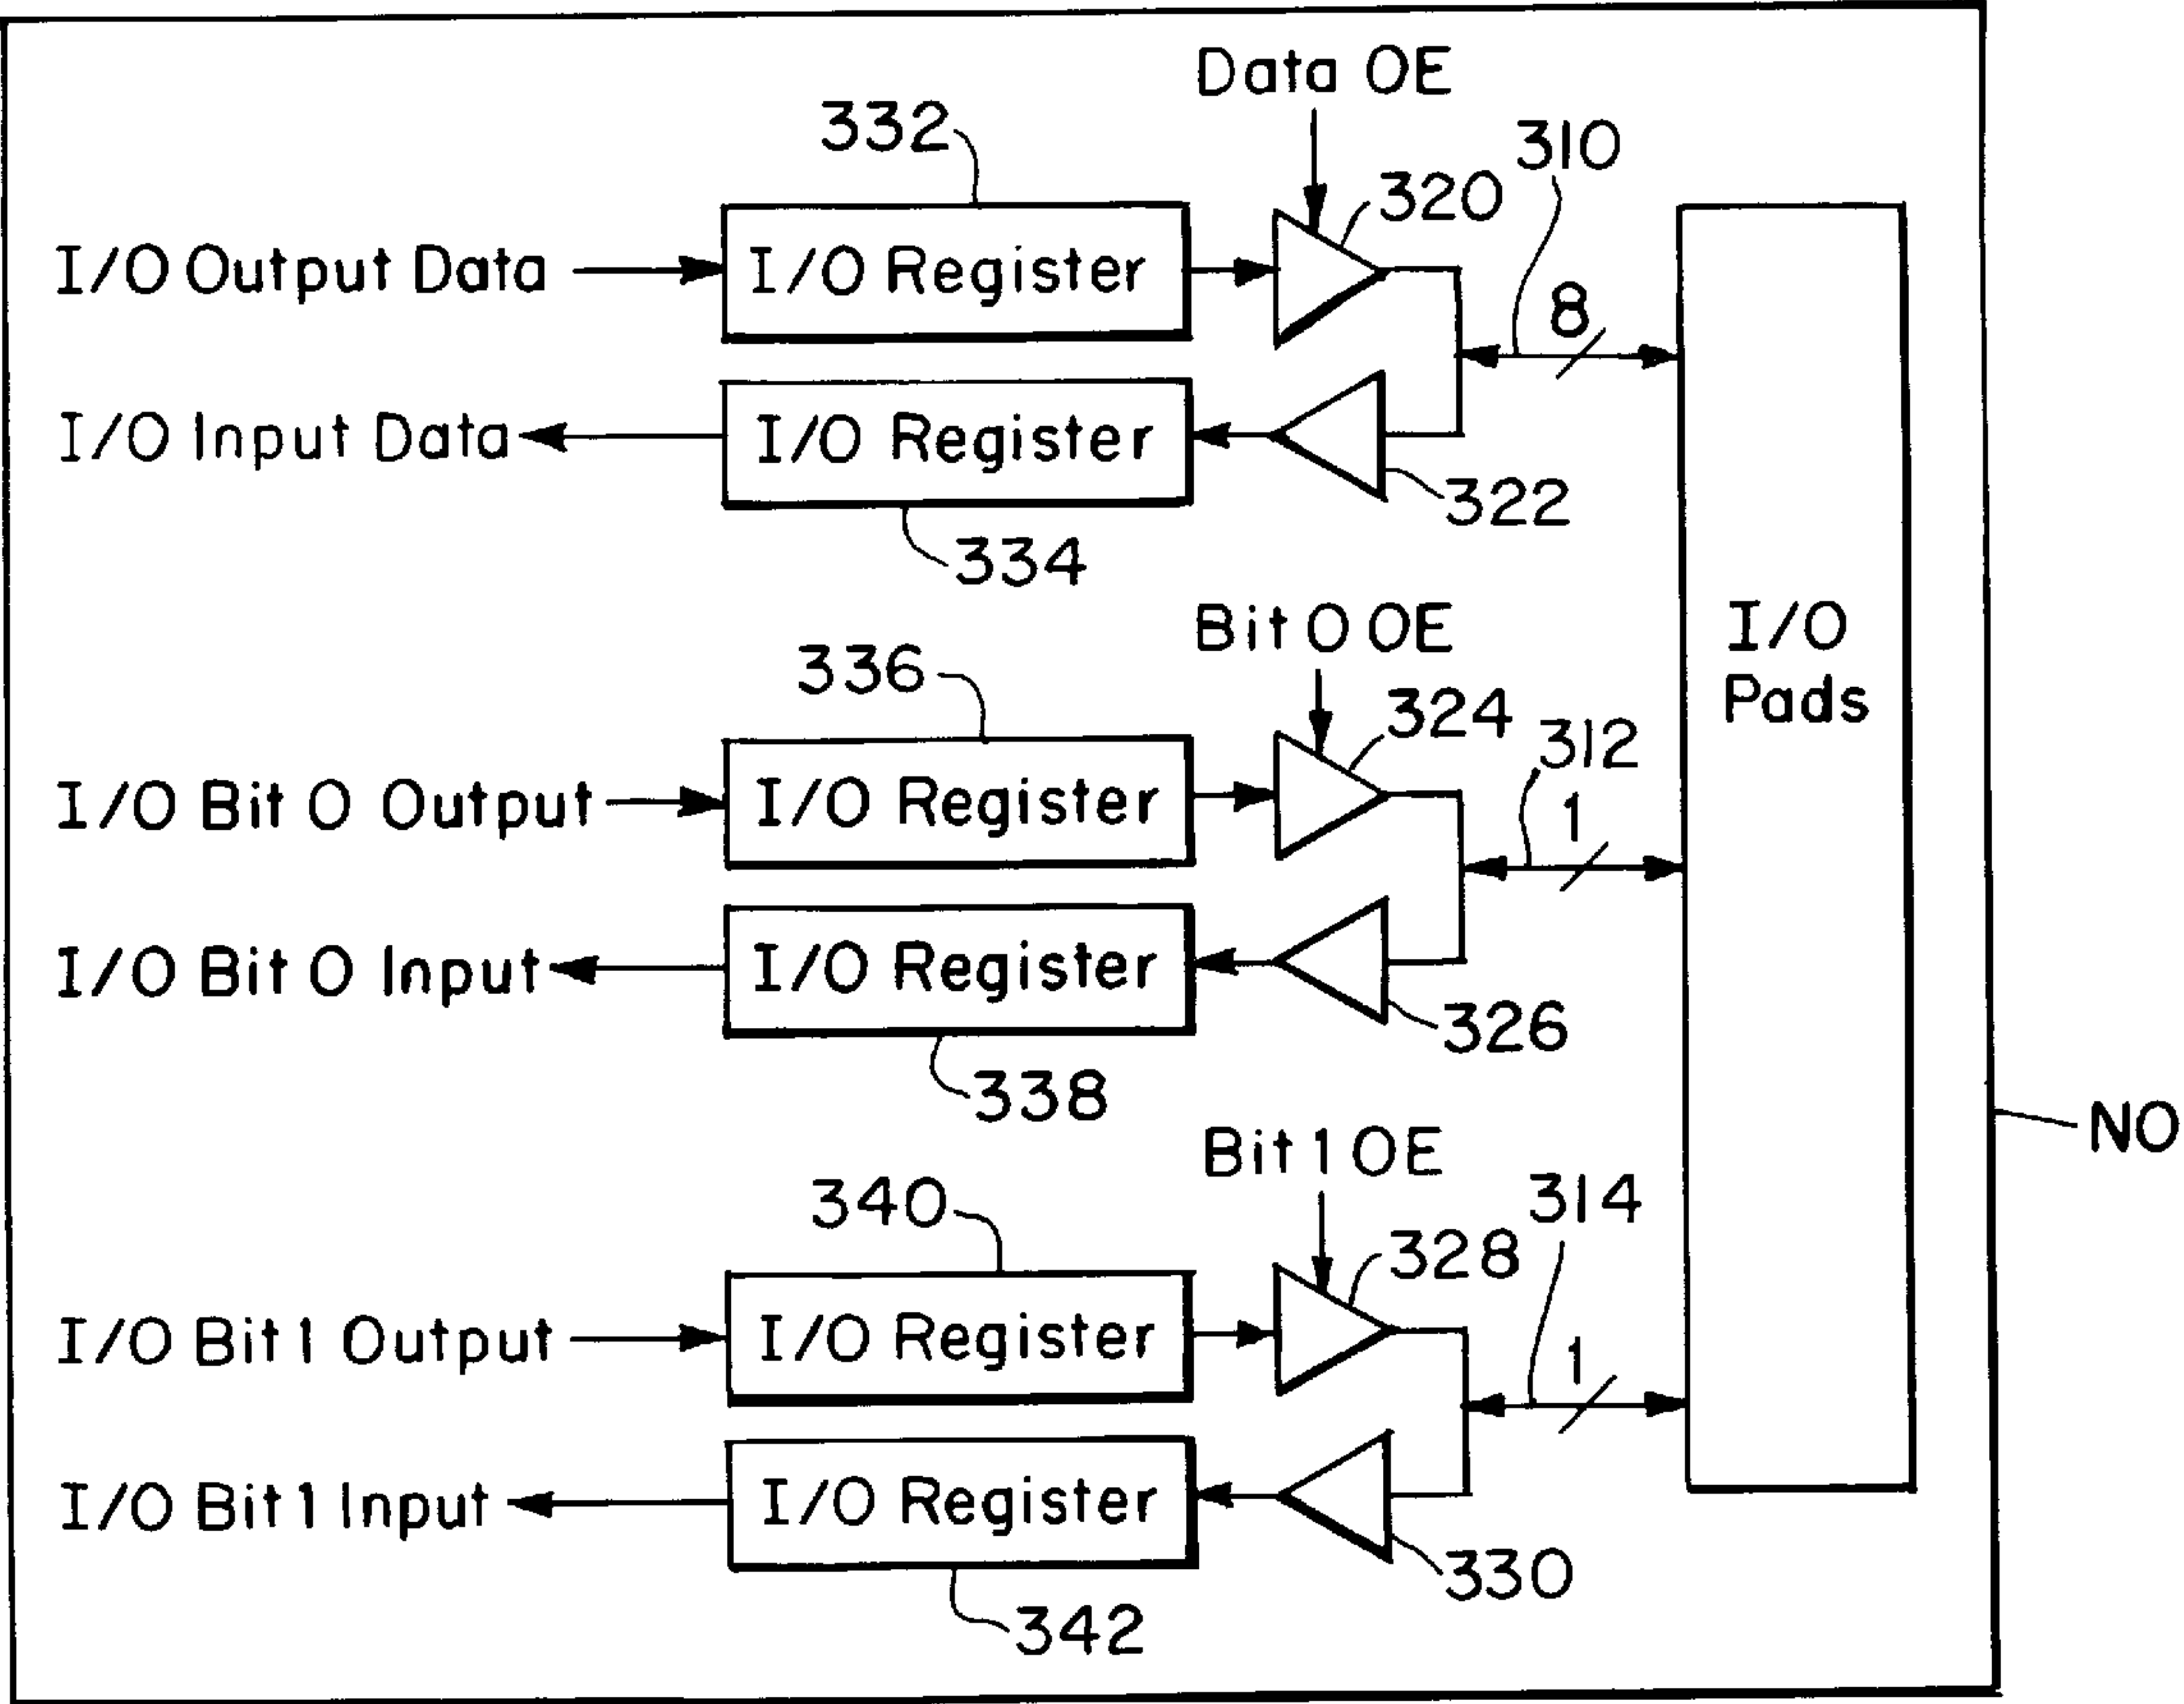 Data OE
332
310
320
I/O Output Data
I/O Register
8
I/O Input Data
I/O Register
322
334
I/O
Pads
Bit 0 OE
336
324
312
1
I/O Bit 0 Output
I/O Register
I/O Bit 0 Input
I/O Register
326
338
NO
Bit 1 OE
340
314
328
I/O Bit 1 Output
I/O Register
1
I/O Bit 1 Input
I/O Register
330
342